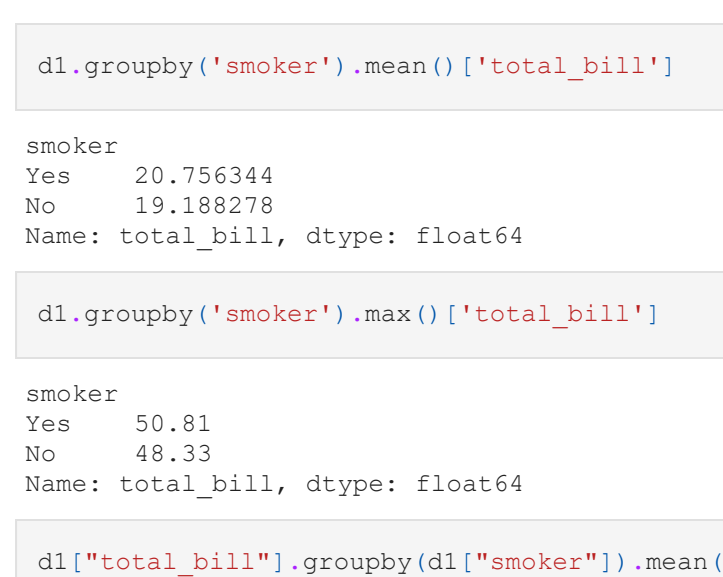 d1.groupby('smoker').mean()['total_bill']
smoker
Yes     20.756344
No      19.188278
Name: total_bill, dtype: float64
d1.groupby('smoker').max()['total_bill']
smoker
Yes     50.81
No      48.33
Name: total_bill, dtype: float64
d1["total_bill"].groupby(d1["smoker"]).mean(